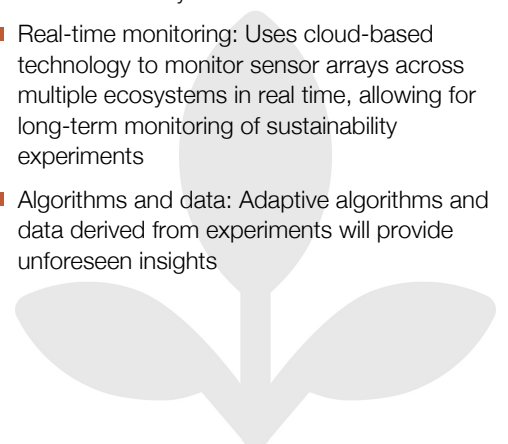 Real-time monitoring: Uses cloud-based
technology to monitor sensor arrays across
multiple ecosystems in real time, allowing for
long-term monitoring of sustainability
experiments
Algorithms and data: Adaptive algorithms and
data derived from experiments will provide
unforeseen insights